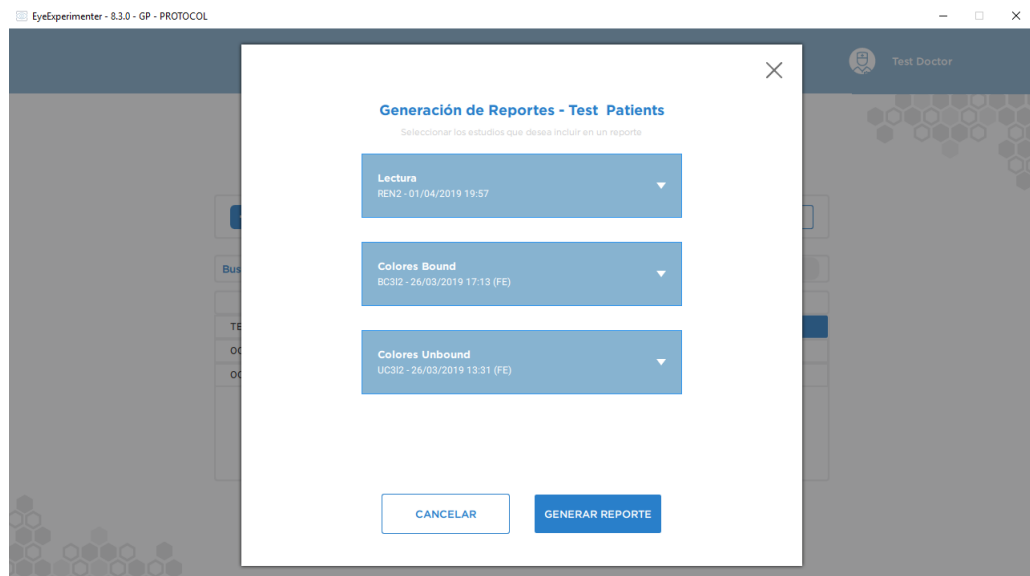 EyeExperimenter - 8.3.0 - GP - PROTOCOL
Test Doctor
Generación de Reportes - Test Patients
Seleccionar los estudios que desea incluir en un reporte
Lectura
REN2 - 01/04/2019 19:57
Colores Bound
BC3I2 - 26/03/2019 17:13 (FE)
Bus
TE
Colores Unbound
UC3I2 - 26/03/2019 13:31 (FE)
CANCELAR
GENERAR REPORTE